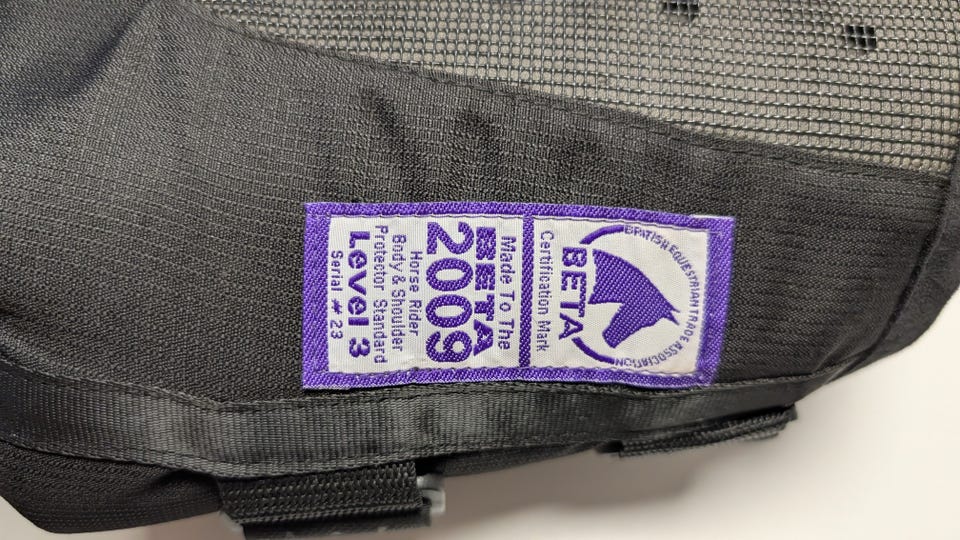 BRITISH EQUESTRIAN TRADE ASSOCIATION
BETA
Certification Mark
Made To The
BETA
2009
Horse Rider
Body & Shoulder
Protector Standard
Level 3
Serial #23